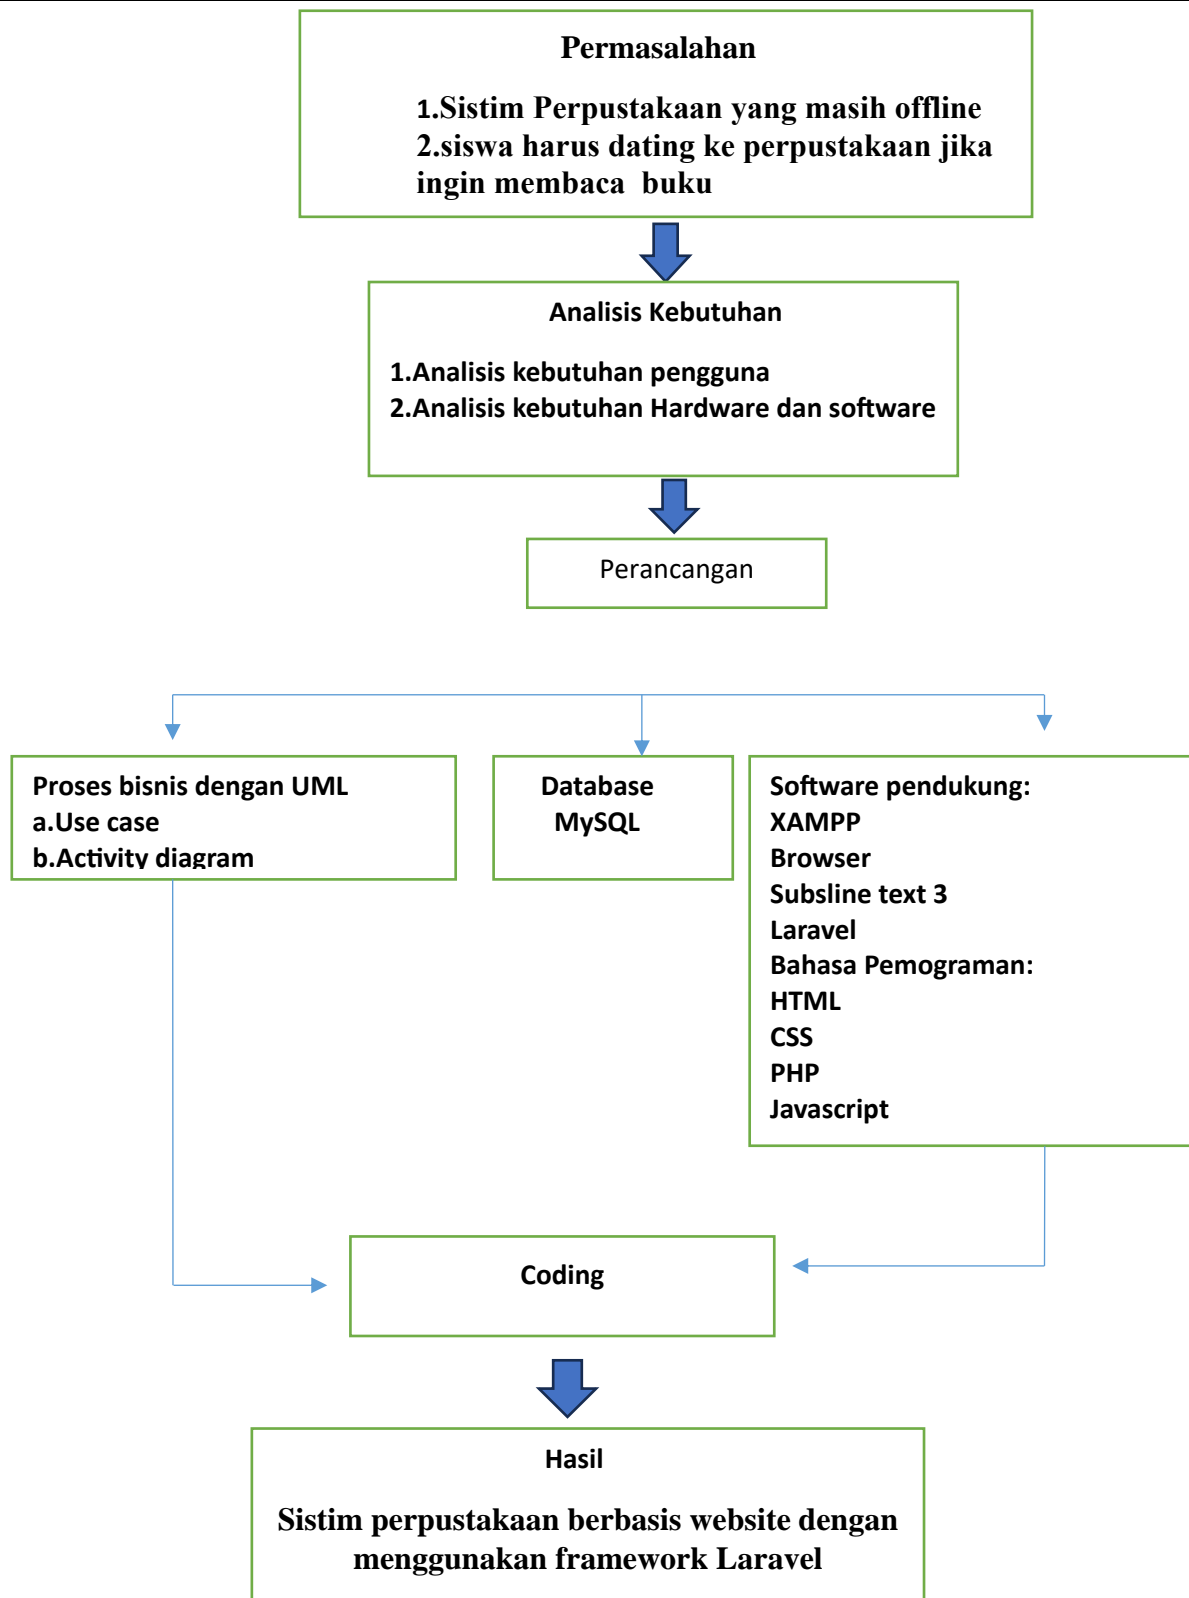 Permasalahan
1.Sistim Perpustakaan yang masih offline
2.siswa harus dating ke perpustakaan jika
ingin membaca buku
Analisis Kebutuhan
1.Analisis kebutuhan pengguna
2.Analisis kebutuhan Hardware dan software
Perancangan
Proses bisnis dengan UML
a.Use case
b.Activity diagram
Database
MySQL
Software pendukung:
XAMPP
Browser
Subsline text 3
Laravel
Bahasa Pemograman:
HTML
CSS
PHP
Javascript
Coding
Hasil
Sistim perpustakaan berbasis website dengan
menggunakan framework Laravel